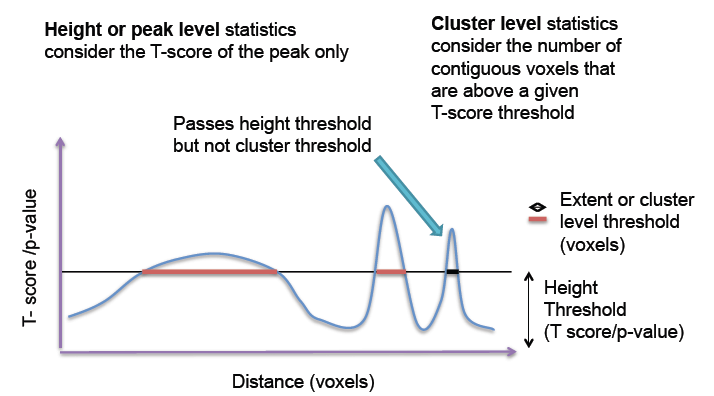 Height or peak level statistics
consider the T-score of the peak only
Cluster level statistics
consider the number of
contiguous voxels that
are above a given
T-score threshold
Passes height threshold
but not cluster threshold
T- score /p-value
Extent or cluster
level threshold
(voxels)
Height
Threshold
(T score/p-value)
Distance (voxels)